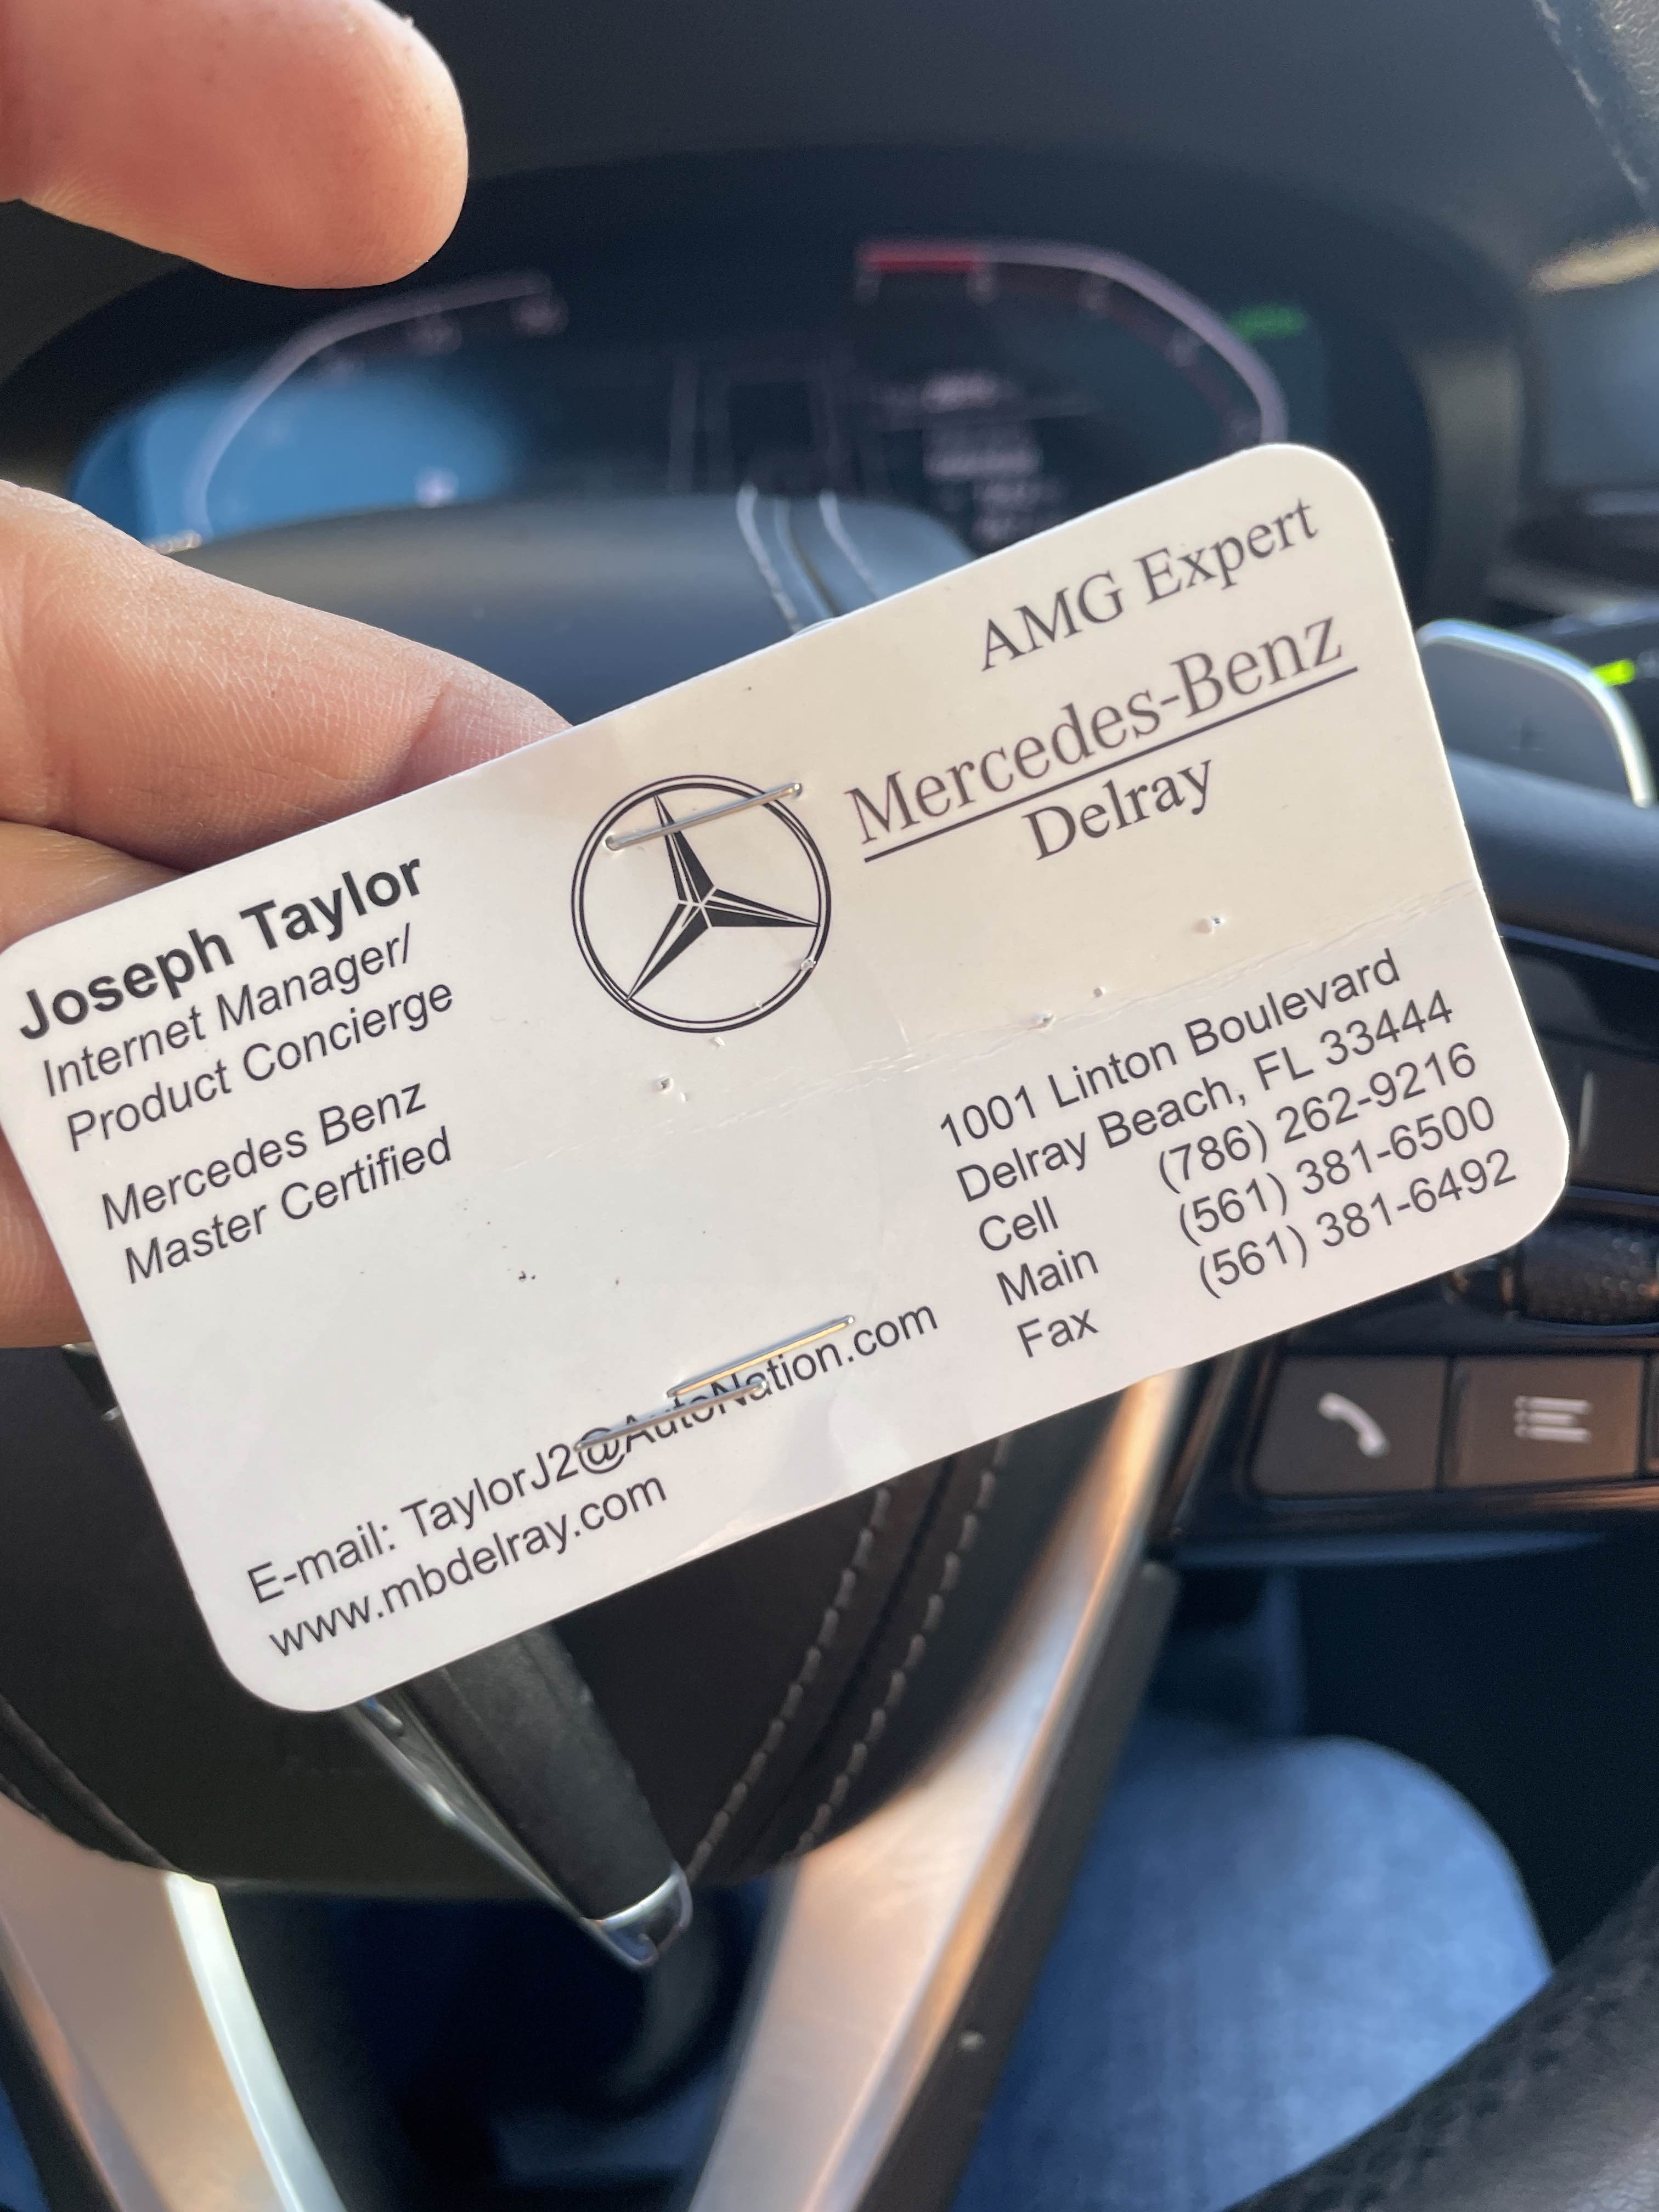 AMG Expert
Mercedes-Benz
Delray
Joseph Taylor
Internet Manager/
Product Concierge
Mercedes Benz
Master Certified
1001 Linton Boulevard
Delray Beach, FL 33444
Cell (786) 262-9216
Main (561) 381-6500
Fax (561) 381-6492
E-mail: TaylorJ2@AutoNation.com
www.mbdelray.com